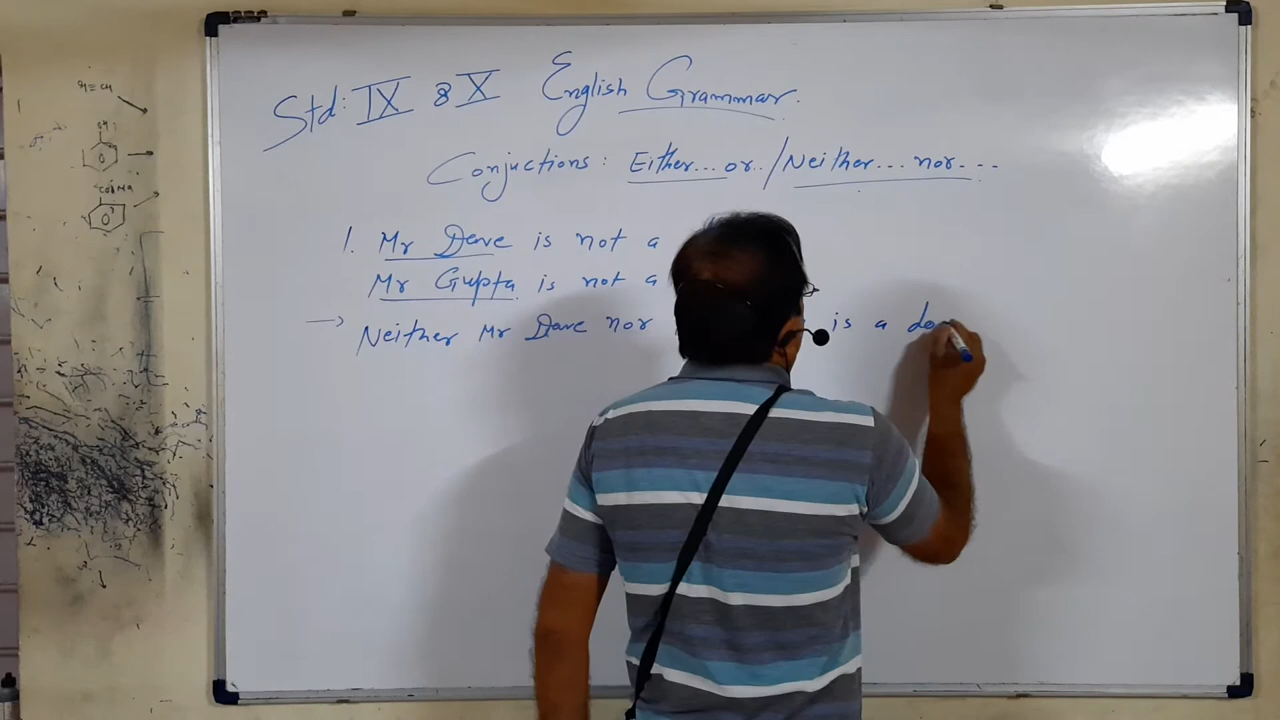 Std: IX & X English Grammar.
Conjuctions: Either... or../Neither... nor...
1. Mr Dave is not a
Mr Gupta is not a
→ Neither Mr Dave nor is a